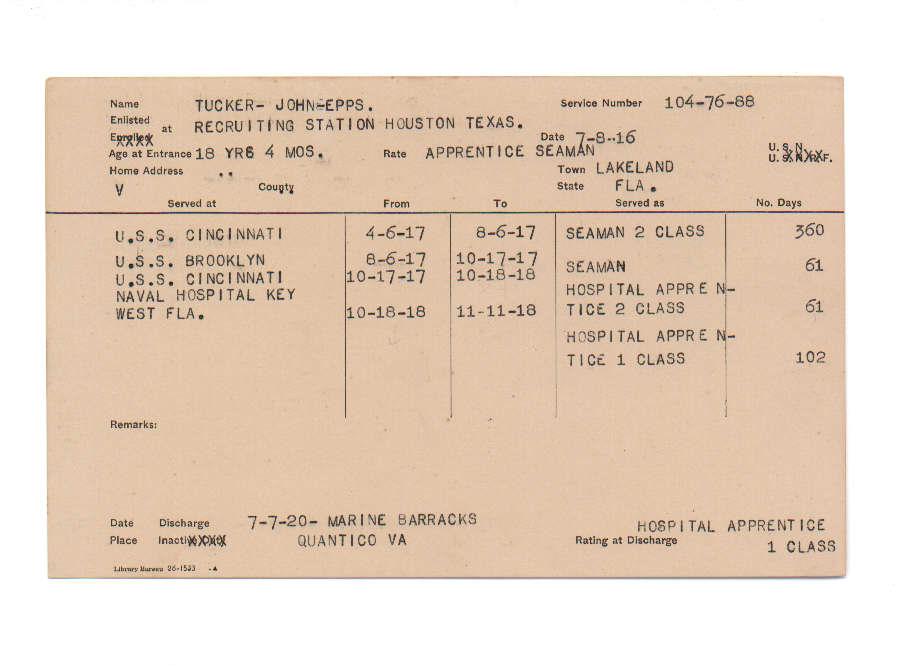 Name TUCKER- JOHN-EPPS. Service Number 104-76-88
Enlisted
Enrolled at RECRUITING STATION HOUSTON TEXAS. Date 7-8-16
Age at Entrance 18 YRS 4 MOS. Rate APPRENTICE SEAMAN U.S.N.
U.S.N.R.F.
Home Address Town LAKELAND
V County State FLA.
Served at From To Served as No. Days
U.S.S. CINCINNATI 4-6-17 8-6-17 SEAMAN 2 CLASS 360
U.S.S. BROOKLYN 8-6-17 10-17-17 SEAMAN 61
U.S.S. CINCINNATI 10-17-17 10-18-18
NAVAL HOSPITAL KEY HOSPITAL APPREN-
WEST FLA. 10-18-18 11-11-18 TICE 2 CLASS 61
HOSPITAL APPREN-
TICE 1 CLASS 102
Remarks:
Date Discharge 7-7-20- MARINE BARRACKS HOSPITAL APPRENTICE
Place Inactive Duty QUANTICO VA Rating at Discharge 1 CLASS
Library Bureau 26-1523